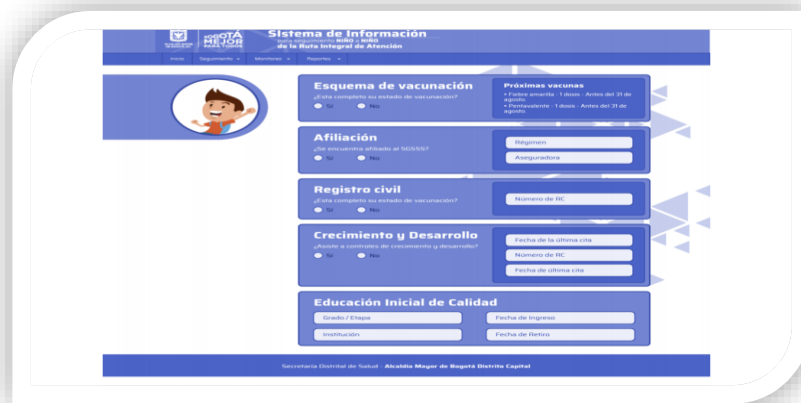 BOGOTÁ
MEJOR
PARA TODOS
Sistema de Información
para seguimiento NIÑO a NIÑO
de la Ruta Integral de Atención
Inicio Seguimiento Monitoreo Reportes
Esquema de vacunación
¿Esta completo su estado de vacunación?
Si No
Próximas vacunas
• Fiebre amarilla - 1 dosis - Antes del 31 de
agosto
• Pentavalente - 1 dosis - Antes del 31 de
agosto
Afiliación
¿Se encuentra afiliado al SGSSS?
Si No
Régimen
Aseguradora
Registro civil
¿Esta completo su estado de vacunación?
Si No
Número de RC
Crecimiento y Desarrollo
¿Asiste a controles de crecimiento y desarrollo?
Si No
Fecha de la última cita
Número de RC
Fecha de última cita
Educación Inicial de Calidad
Grado / Etapa
Fecha de Ingreso
Institución
Fecha de Retiro
Secretaría Distrital de Salud - Alcaldía Mayor de Bogotá Distrito Capital